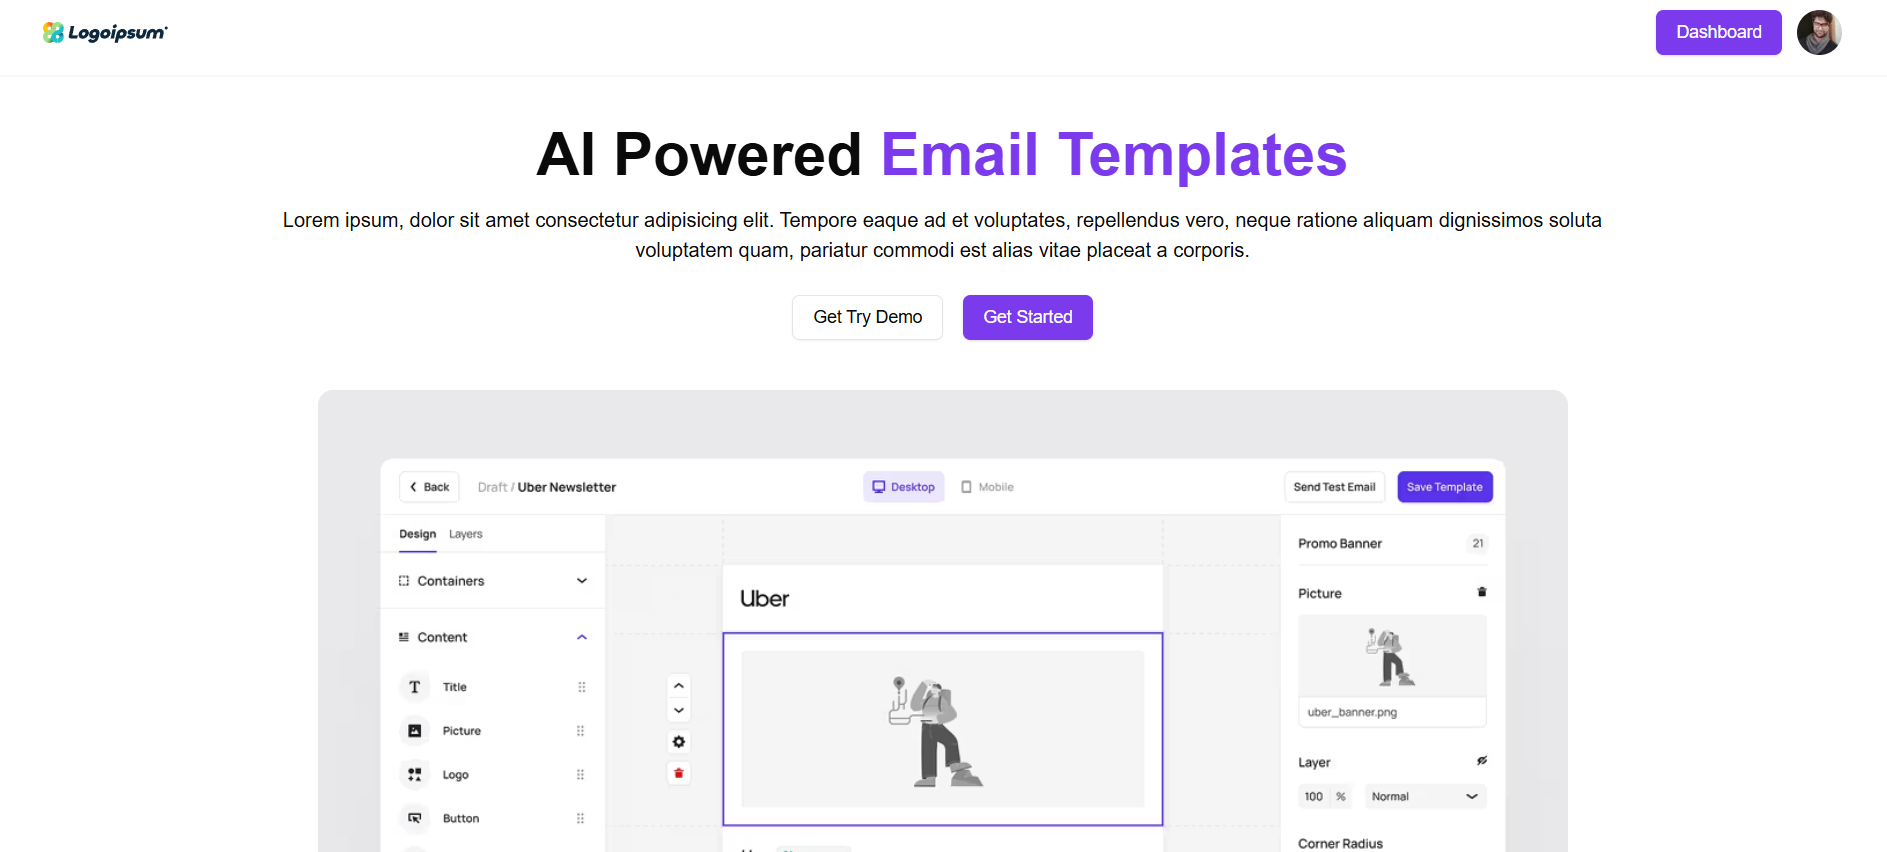 Logoipsum
Dashboard
AI Powered Email Templates
Lorem ipsum, dolor sit amet consectetur adipisicing elit. Tempore eaque ad et voluptates, repellendus vero, neque ratione aliquam dignissimos soluta
voluptatem quam, pariatur commodi est alias vitae placeat a corporis.
Get Try Demo
Get Started
Back
Draft / Uber Newsletter
Desktop
Mobile
Send Test Email
Save Template
Design
Layers
Containers
Content
Title
Picture
Logo
Button
Uber
Promo Banner
21
Picture
uber_banner.png
Layer
100 %
Normal
Corner Radius